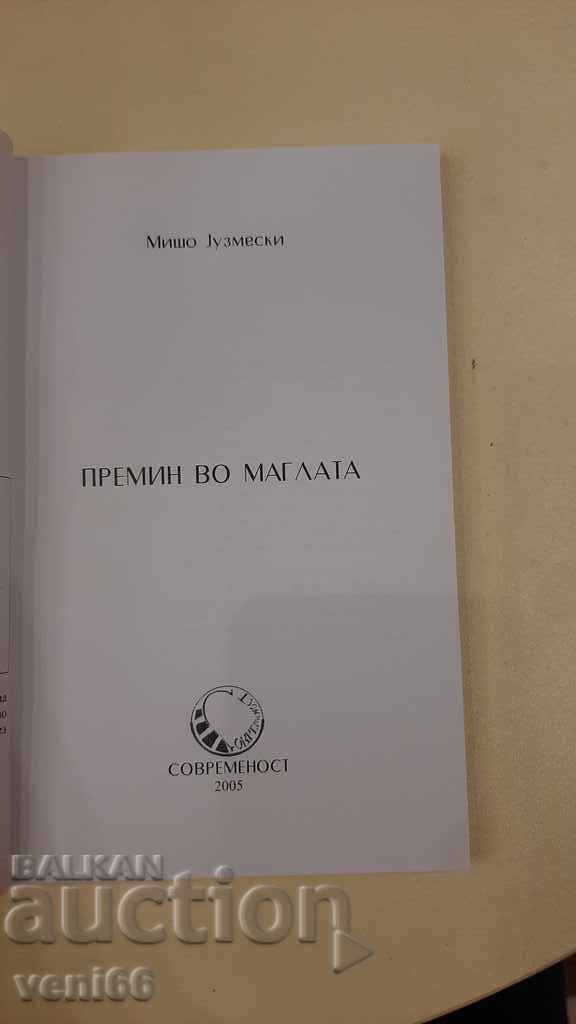 Мишо Јузмески
ПРЕМИН ВО МАГЛАТА
СОВРЕМЕНОСТ
2005
BALKAN
auction
veni66